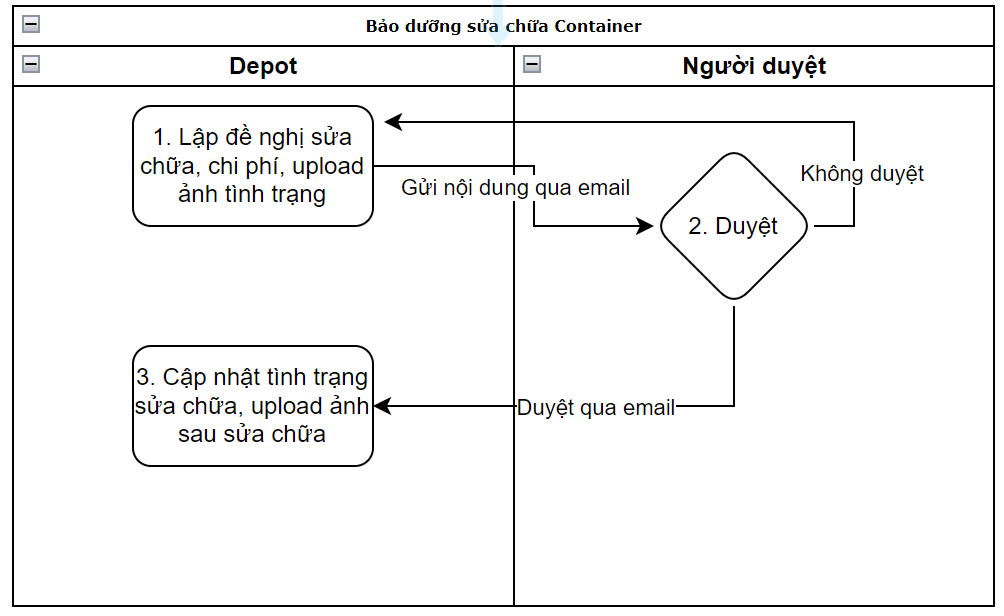 Bảo dưỡng sửa chữa Container
Depot
Người duyệt
1. Lập đề nghị sửa
chữa, chi phí, upload
ảnh tình trạng
Gửi nội dung qua email
2. Duyệt
Không duyệt
3. Cập nhật tình trạng
sửa chữa, upload ảnh
sau sửa chữa
Duyệt qua email